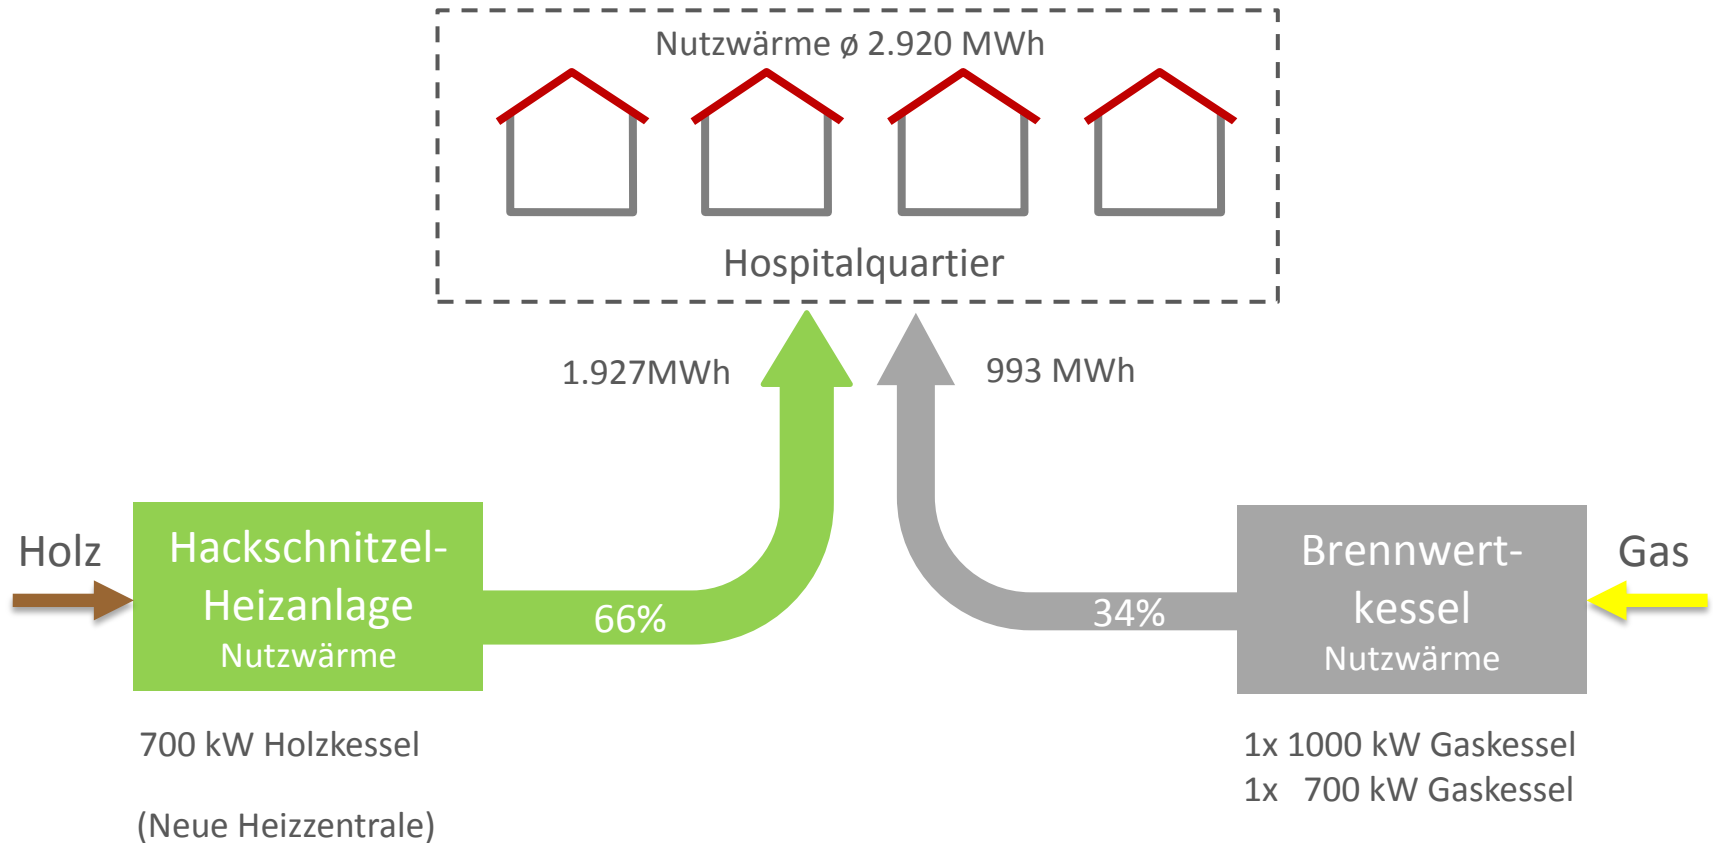 Nutzwärme ø 2.920 MWh
Hospitalquartier
1.927MWh
993 MWh
Holz
Hackschnitzel-
Heizanlage
Nutzwärme
66%
34%
Brennwert-
kessel
Nutzwärme
Gas
700 kW Holzkessel
(Neue Heizzentrale)
1x 1000 kW Gaskessel
1x 700 kW Gaskessel